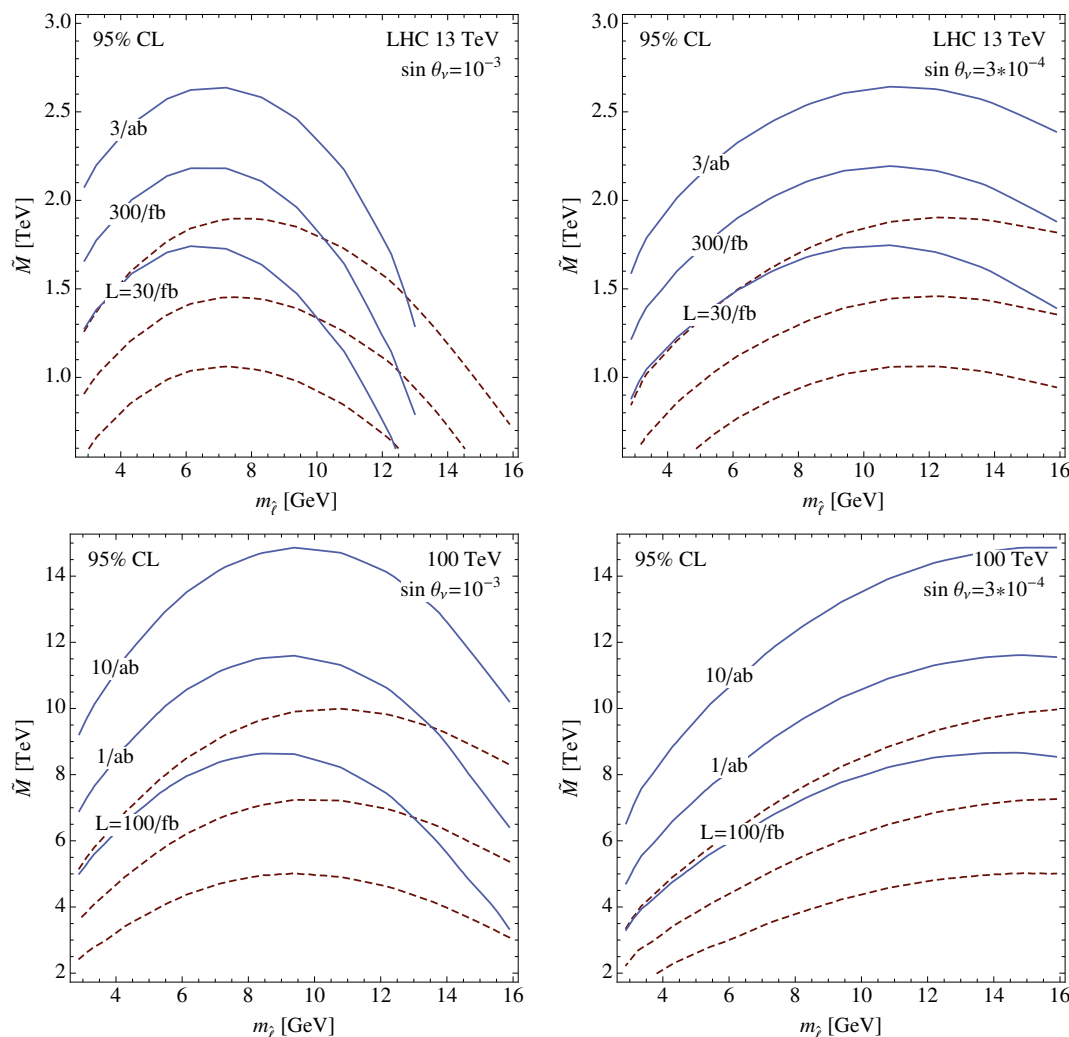 95% CL
LHC 13 TeV
sin θν=10⁻³
3/ab
300/fb
L=30/fb
M̃ [TeV]
3.0
2.5
2.0
1.5
1.0
4 6 8 10 12 14 16
m_ℓ̂ [GeV]
95% CL
LHC 13 TeV
sin θν=3*10⁻⁴
3/ab
300/fb
L=30/fb
M̃ [TeV]
3.0
2.5
2.0
1.5
1.0
4 6 8 10 12 14 16
m_ℓ̂ [GeV]
95% CL
100 TeV
sin θν=10⁻³
10/ab
1/ab
L=100/fb
M̃ [TeV]
14
12
10
8
6
4
2
4 6 8 10 12 14 16
m_ℓ̂ [GeV]
95% CL
100 TeV
sin θν=3*10⁻⁴
10/ab
1/ab
L=100/fb
M̃ [TeV]
14
12
10
8
6
4
2
4 6 8 10 12 14 16
m_ℓ̂ [GeV]